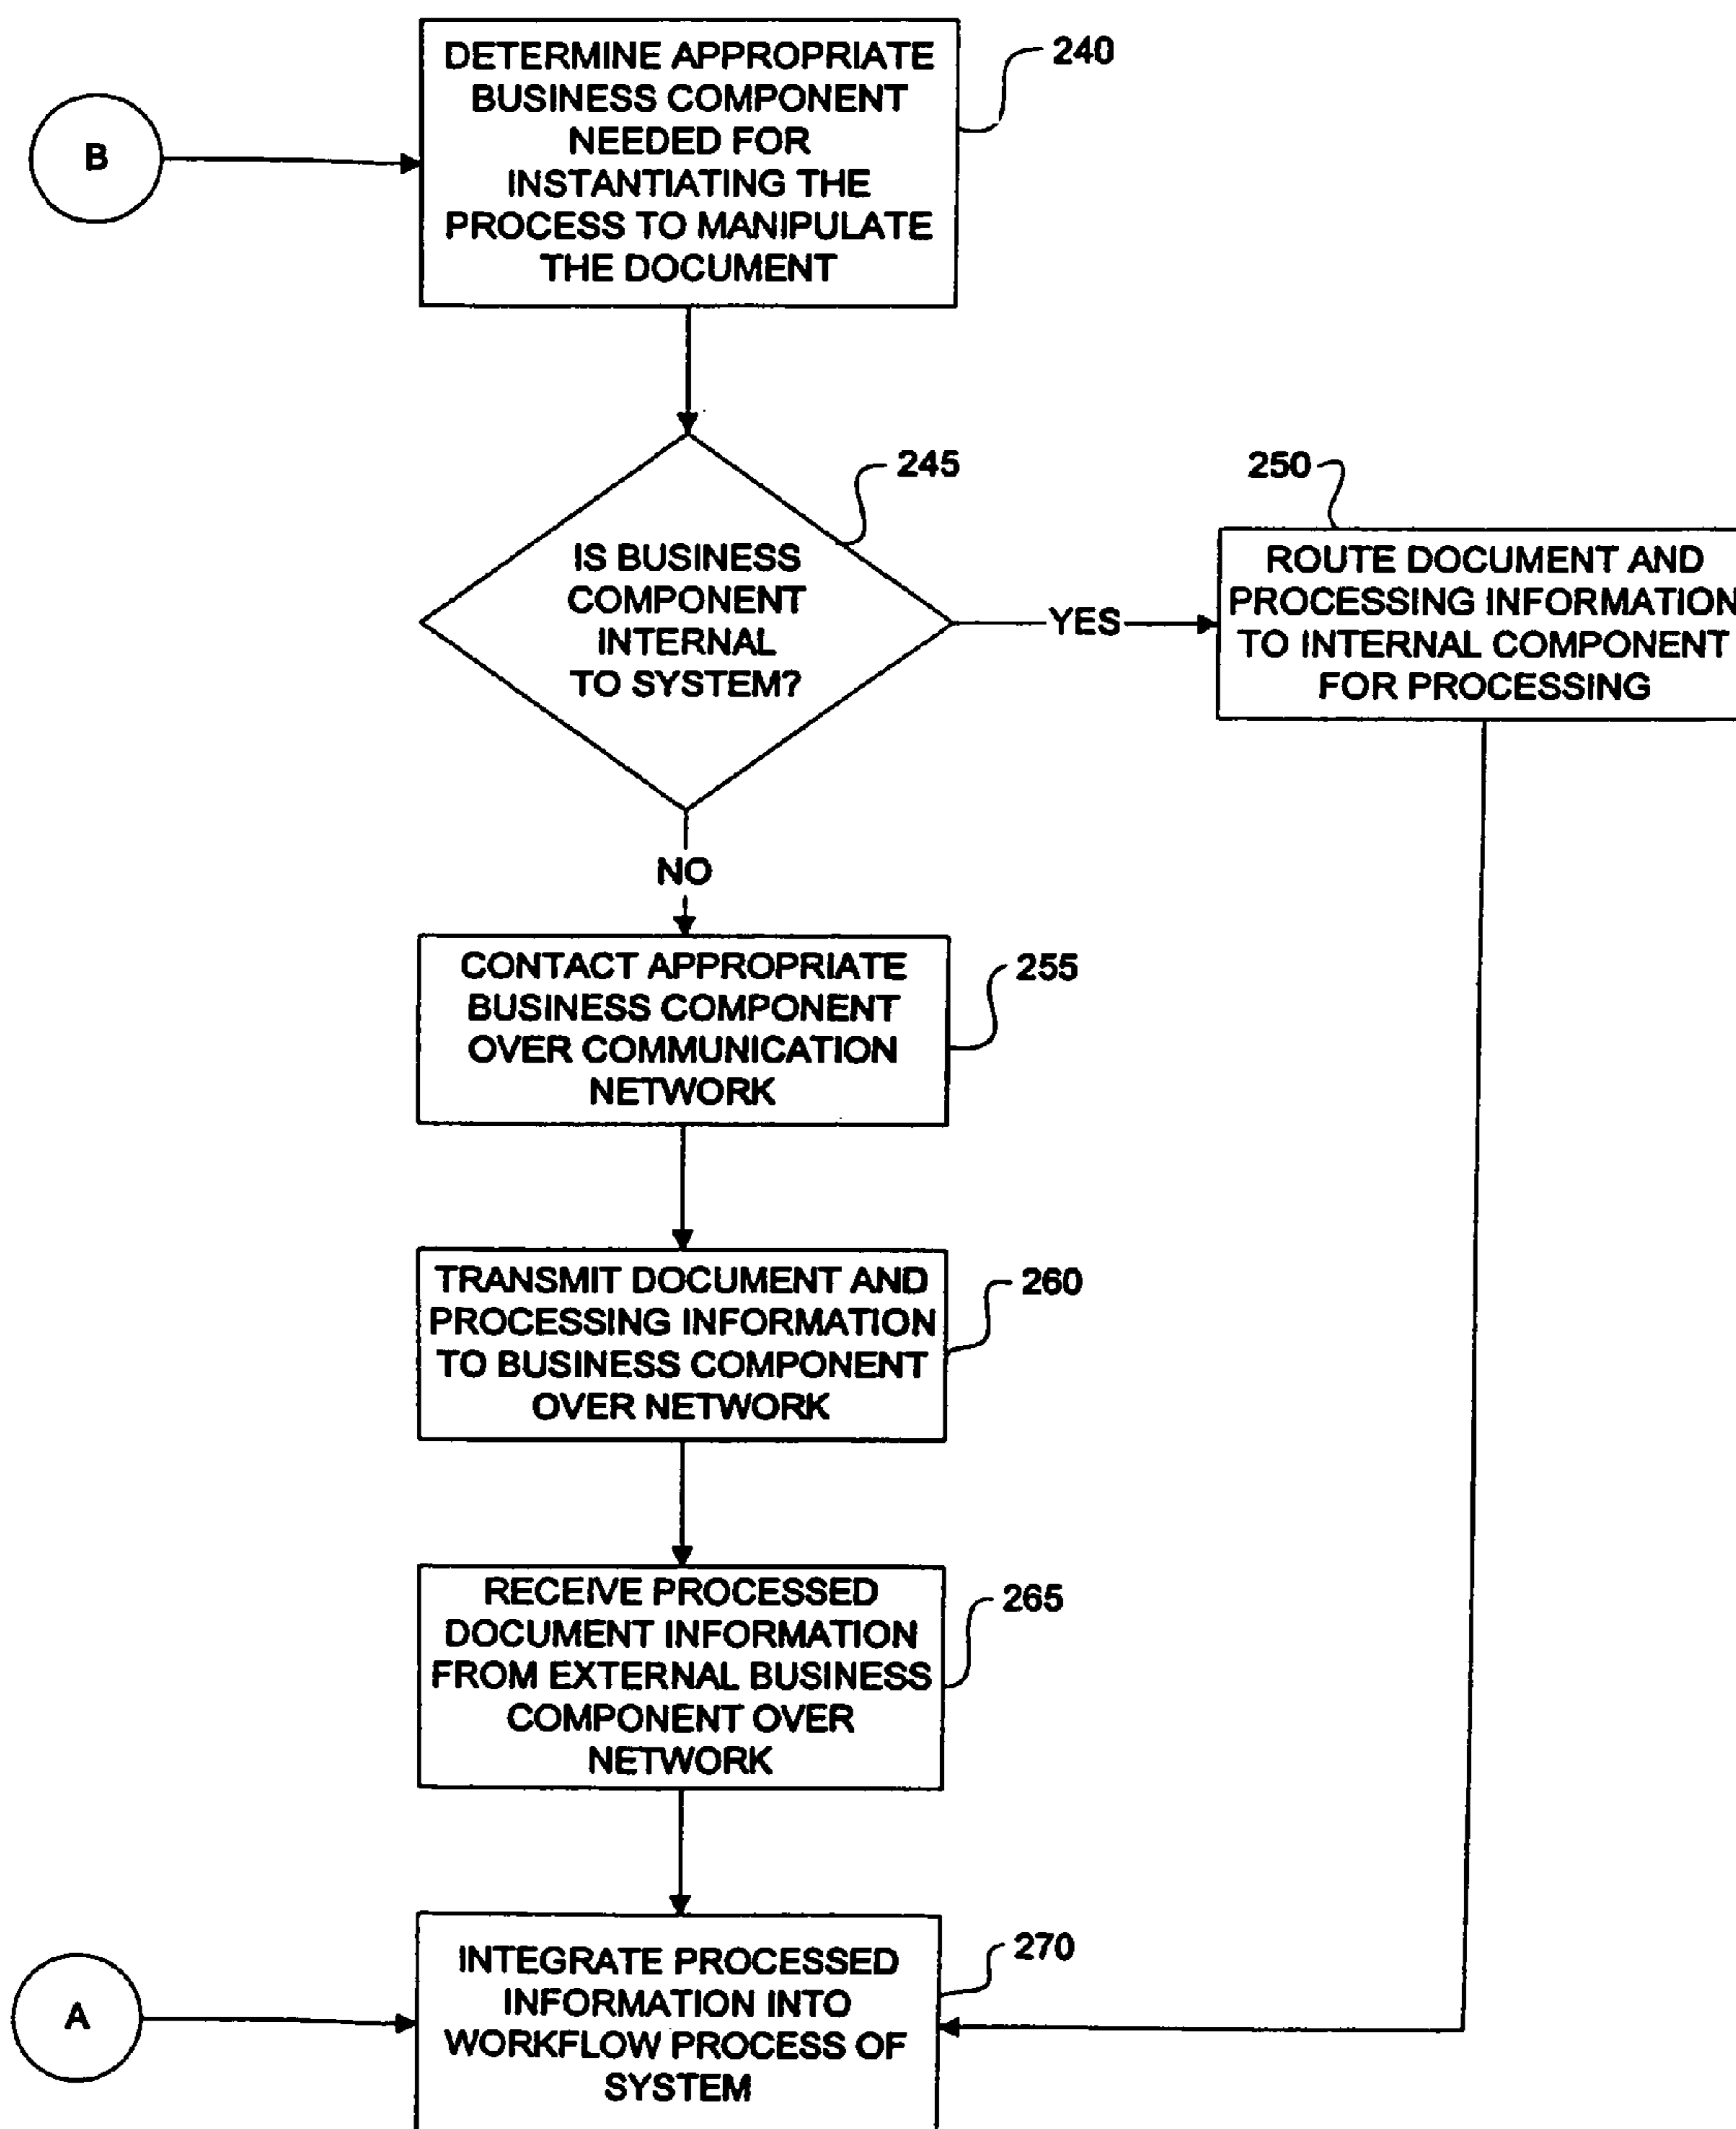 DETERMINE APPROPRIATE
BUSINESS COMPONENT
NEEDED FOR
INSTANTIATING THE
PROCESS TO MANIPULATE
THE DOCUMENT
240
B
245
IS BUSINESS
COMPONENT
INTERNAL
TO SYSTEM?
YES
250
ROUTE DOCUMENT AND
PROCESSING INFORMATION
TO INTERNAL COMPONENT
FOR PROCESSING
NO
CONTACT APPROPRIATE
BUSINESS COMPONENT
OVER COMMUNICATION
NETWORK
255
TRANSMIT DOCUMENT AND
PROCESSING INFORMATION
TO BUSINESS COMPONENT
OVER NETWORK
260
RECEIVE PROCESSED
DOCUMENT INFORMATION
FROM EXTERNAL BUSINESS
COMPONENT OVER
NETWORK
265
A
INTEGRATE PROCESSED
INFORMATION INTO
WORKFLOW PROCESS OF
SYSTEM
270